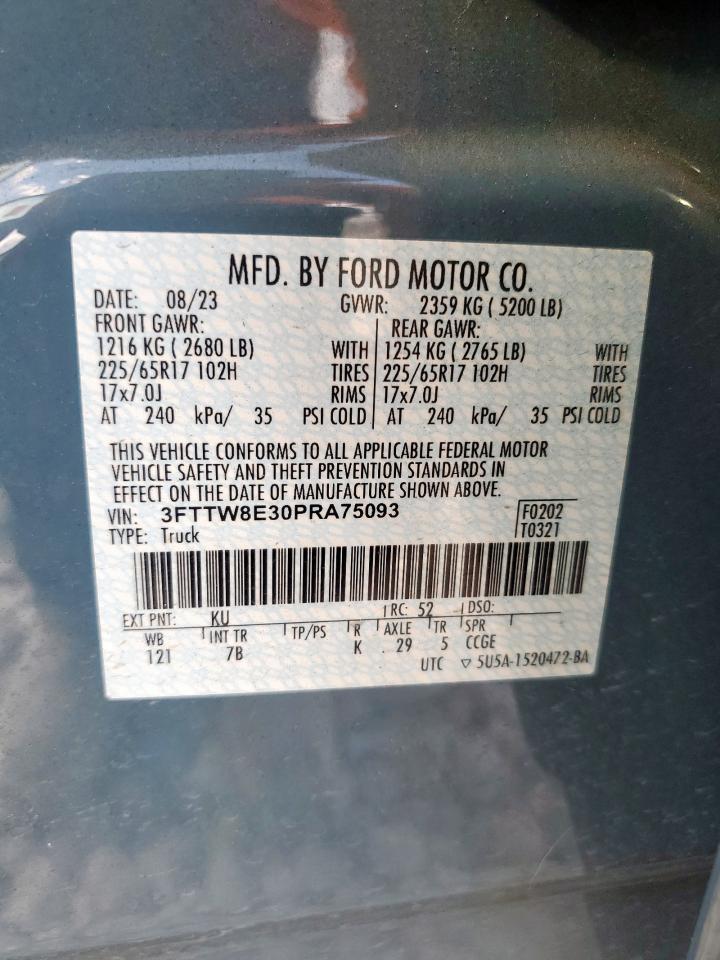 MFD. BY FORD MOTOR CO.
DATE: 08/23 GVWR: 2359 KG ( 5200 LB)
FRONT GAWR: REAR GAWR:
1216 KG ( 2680 LB) WITH 1254 KG ( 2765 LB) WITH
225/65R17 102H TIRES 225/65R17 102H TIRES
17x7.0J RIMS 17x7.0J RIMS
AT 240 kPa/ 35 PSI COLD AT 240 kPa/ 35 PSI COLD
THIS VEHICLE CONFORMS TO ALL APPLICABLE FEDERAL MOTOR
VEHICLE SAFETY AND THEFT PREVENTION STANDARDS IN
EFFECT ON THE DATE OF MANUFACTURE SHOWN ABOVE.
VIN: 3FTTW8E30PRA75093 F0202
TYPE: Truck T0321
EXT PNT: KU RC: 52 DSO:
WB INT TR TP/PS R AXLE TR SPR
121 7B K 29 5 CCGE
UTC ▽ 5U5A-1520472-BA